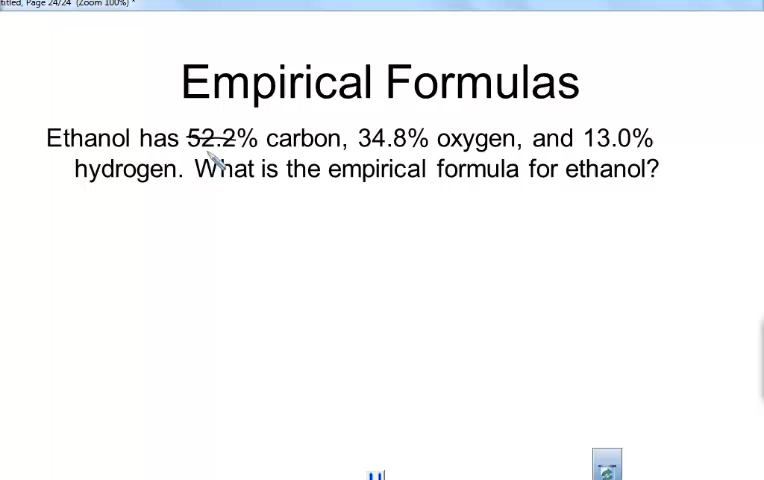 titled, Page 24/24 (Zoom 100%) *
Empirical Formulas
Ethanol has 52.2% carbon, 34.8% oxygen, and 13.0%
hydrogen. What is the empirical formula for ethanol?